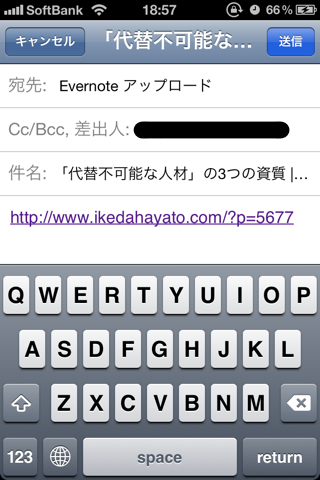 SoftBank 18:57 66%
キャンセル 「代替不可能な... 送信
宛先: Evernote アップロード
Cc/Bcc, 差出人:
件名: 「代替不可能な人材」の3つの資質 |...
http://www.ikedahayato.com/?p=5677
Q W E R T Y U I O P
A S D F G H J K L
Z X C V B N M
123 space return